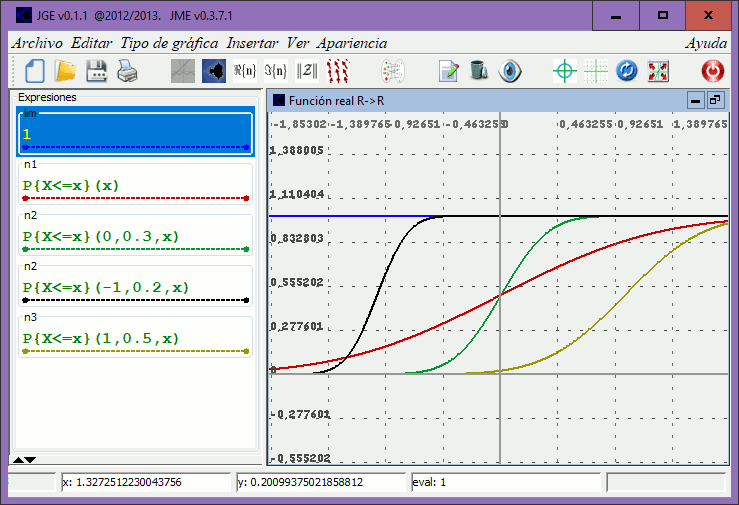 JGE v0.1.1 @2012/2013. JME v0.3.7.1
Archivo Editar Tipo de gráfica Insertar Ver Apariencia Ayuda
ℜ{n} ℑ{n} ‖Z‖
Expresiones
lim
1
n1
P{X<=x}(x)
n2
P{X<=x}(0,0.3,x)
n2
P{X<=x}(-1,0.2,x)
n3
P{X<=x}(1,0.5,x)
Función real R->R
-1,85302 -1,389765 -0,92651 -0,463255 0 0,463255 0,92651 1,389765
1,388005
1,110404
0,832803
0,555202
0,277601
0
-0,277601
-0,555202
x: 1.3272512230043756
y: 0.20099375021858812
eval: 1